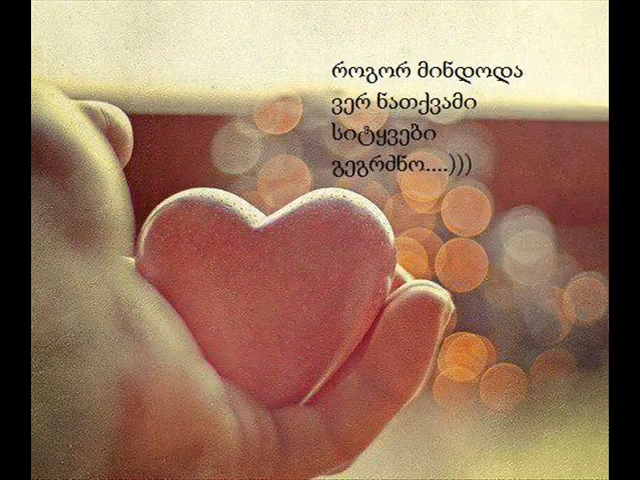 როგორ მინდოდა
ვერ ნათქვამი
სიტყვები
გეგრძნო....)))